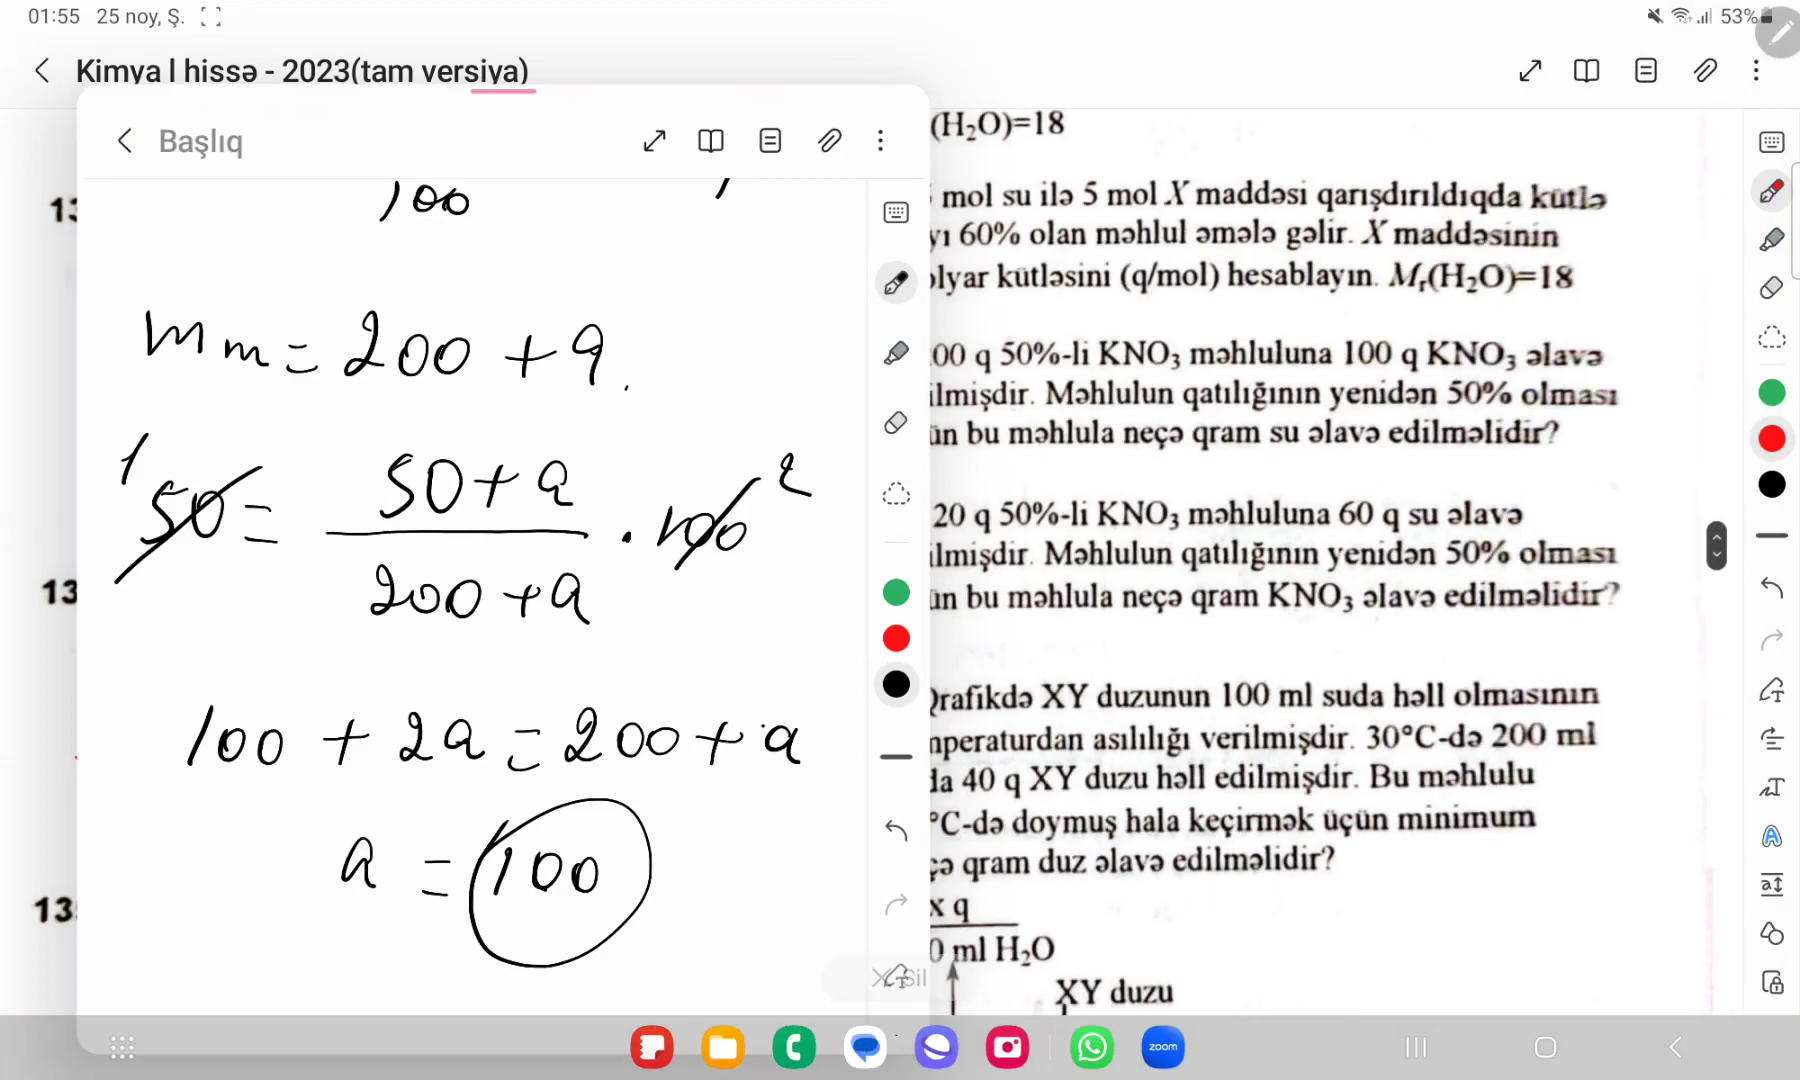 01:55 25 noy, Ş. 53%
Kimya I hissə - 2023(tam versiya)
Başlıq
100
Mm = 200 + a
50 = 50 + a / 200 + a · 100
1
2
100 + 2a = 200 + a
a = 100
13
13
13
(H₂O)=18
mol su ilə 5 mol X maddəsi qarışdırıldıqda kütlə
yı 60% olan məhlul əmələ gəlir. X maddəsinin
olyar kütləsini (q/mol) hesablayın. Mᵣ(H₂O)=18
00 q 50%-li KNO₃ məhluluna 100 q KNO₃ əlavə
ilmişdir. Məhlulun qatılığının yenidən 50% olması
ün bu məhlula neçə qram su əlavə edilməlidir?
20 q 50%-li KNO₃ məhluluna 60 q su əlavə
ilmişdir. Məhlulun qatılığının yenidən 50% olması
ün bu məhlula neçə qram KNO₃ əlavə edilməlidir?
Qrafikdə XY duzunun 100 ml suda həll olmasının
mperaturdan asılılığı verilmişdir. 30°C-də 200 ml
da 40 q XY duzu həll edilmişdir. Bu məhlulu
°C-də doymuş hala keçirmək üçün minimum
çə qram duz əlavə edilməlidir?
x q
0 ml H₂O
XY duzu
zoom